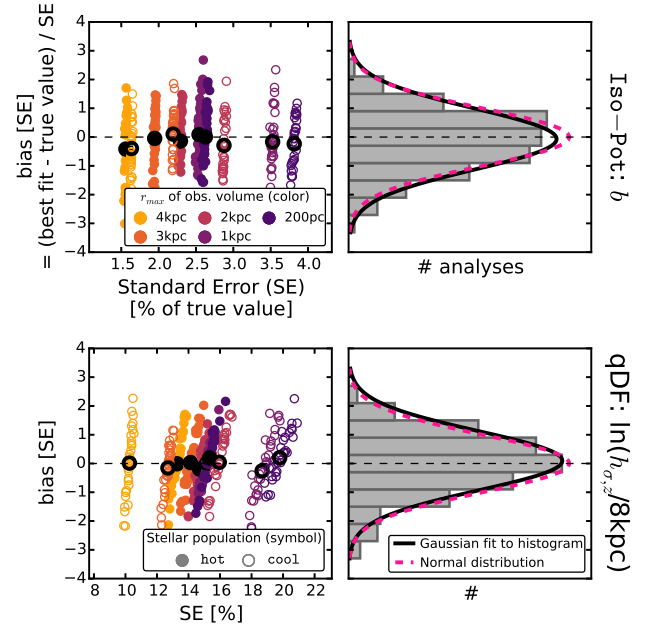 4
3
2
1
0
−1
−2
−3
−4
bias [SE]
= (best fit - true value) / SE
1.5 2.0 2.5 3.0 3.5 4.0
Standard Error (SE)
[% of true value]
r_max of obs. volume (color)
4kpc 2kpc 200pc
3kpc 1kpc
# analyses
Iso−Pot: b
4
3
2
1
0
−1
−2
−3
−4
bias [SE]
8 10 12 14 16 18 20 22
SE [%]
Stellar population (symbol)
hot cool
Gaussian fit to histogram
Normal distribution
#
qDF: ln(h_σ,z/8kpc)